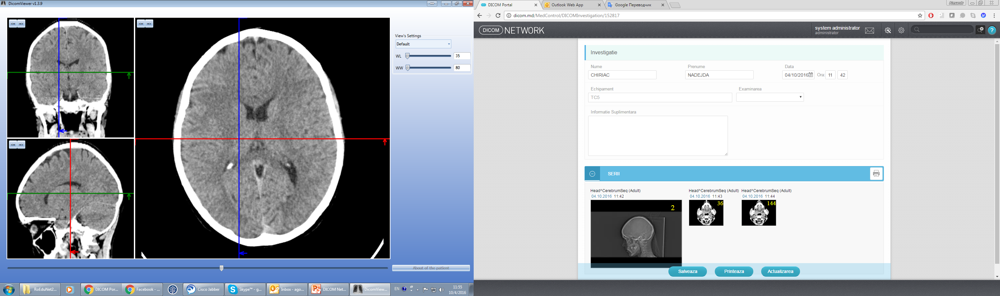 DicomViewer v1.3.9
<= =>
<= =>
<= =>
View's Settings
Default
WL 35
WW 80
About of the patient
RoEduNet2...
DICOM Por...
Facebook - ...
Cisco Jabber
Skype™ - g...
Inbox - ago...
DICOM Net...
DicomView...
EN
11:55
10/4/2016
DICOM Portal
Outlook Web App
Google Переводчик
Alexandr
dicom.md/MedControl/DICOMInvestigation/152817
DICOM NETWORK
system administrator
administrator
Investigatie
Nume Prenume Data
CHIRIAC NADEJDA 04/10/2016 Ora: 11 42
Echipament Examinarea
TC5
Informatie Suplimentara
SERII
Head^CerebrumSeq (Adult)
04.10.2016 11:42
2
Head^CerebrumSeq (Adult)
04.10.2016 11:43
36
Head^CerebrumSeq (Adult)
04.10.2016 11:44
144
Salveaza Printeaza Actualizarea